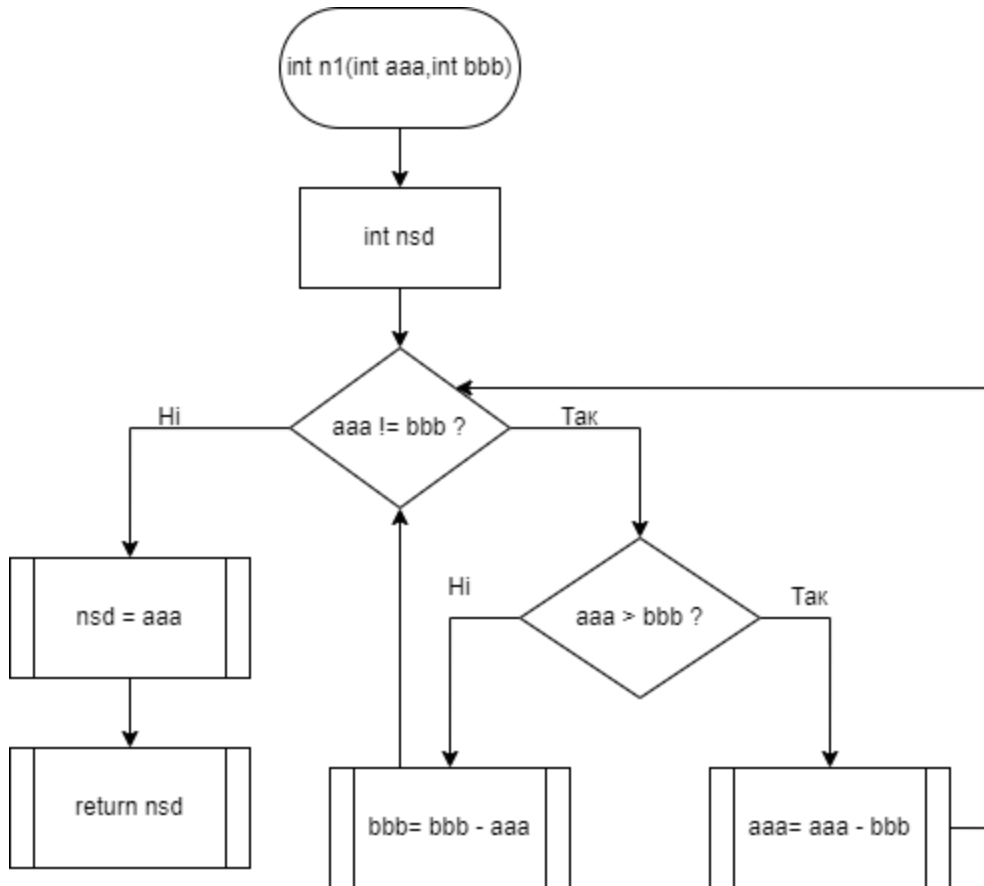 int n1(int aaa,int bbb)
int nsd
aaa != bbb ?
Ні
Так
nsd = aaa
aaa > bbb ?
Ні
Так
return nsd
bbb= bbb - aaa
aaa= aaa - bbb